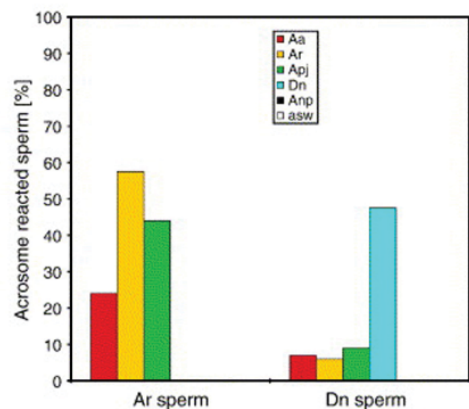 Acrosome reacted sperm [%]
100
90
80
70
60
50
40
30
20
10
0
Aa
Ar
Apj
Dn
Anp
asw
Ar sperm
Dn sperm